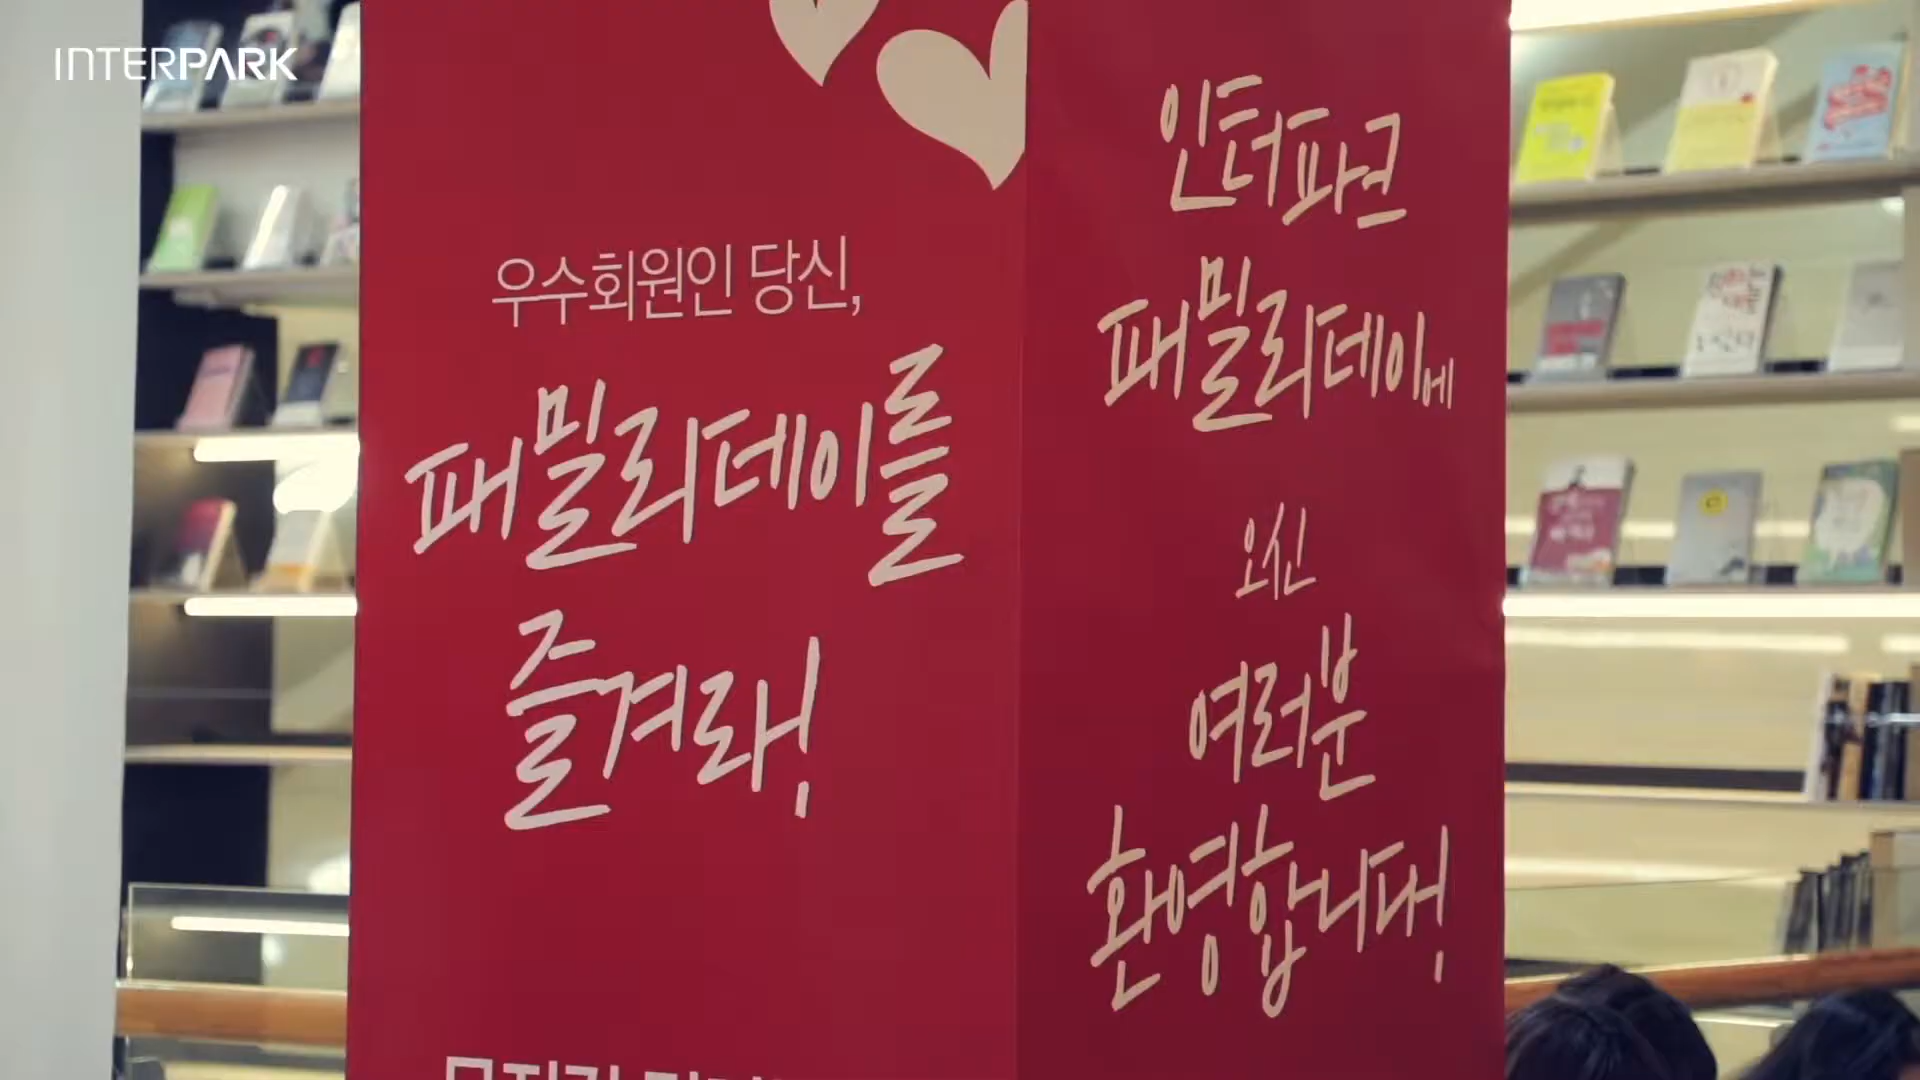 INTERPARK
우수회원인 당신,
패밀리데이를
즐겨라!
인터파크
패밀리데이에
오신
여러분
환영합니다!